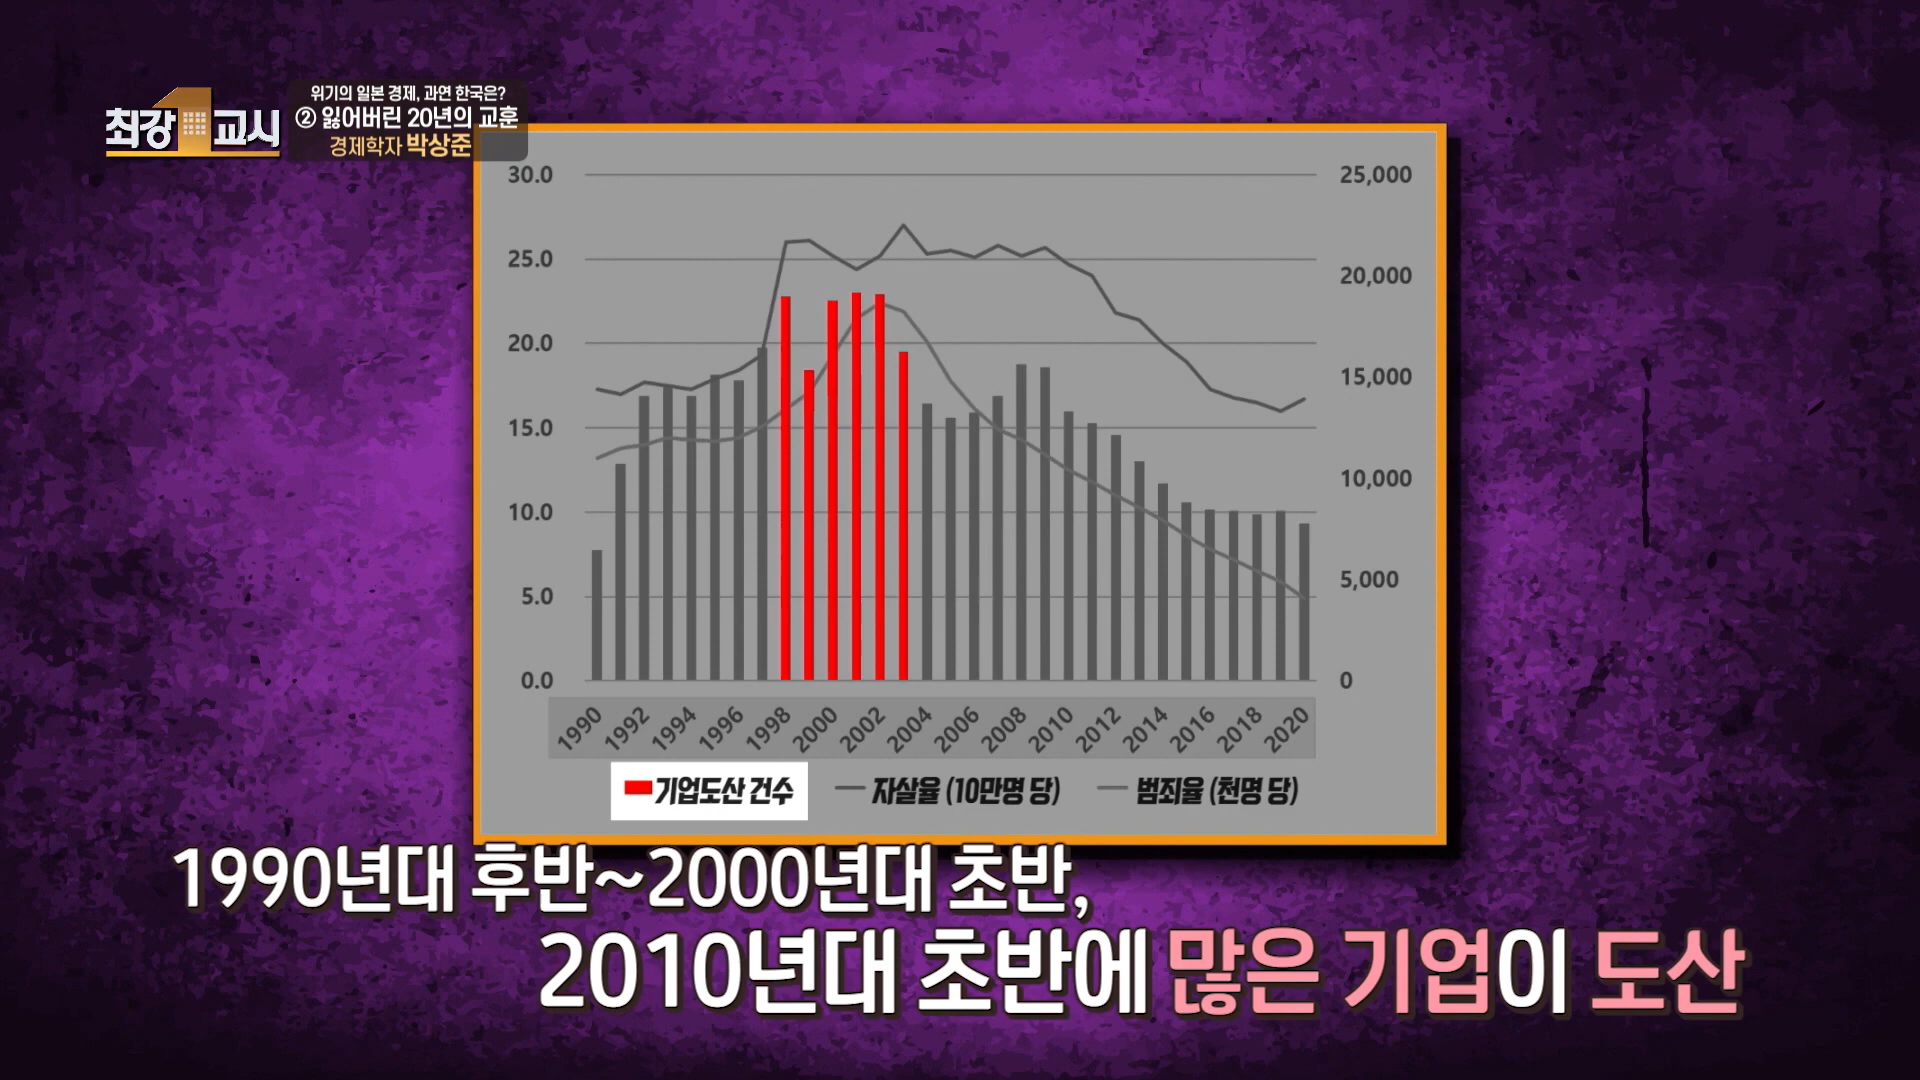 최강1교시
위기의 일본 경제, 과연 한국은?
② 잃어버린 20년의 교훈
경제학자 박상준
30.0
25.0
20.0
15.0
10.0
5.0
0.0
25,000
20,000
15,000
10,000
5,000
0
1990 1992 1994 1996 1998 2000 2002 2004 2006 2008 2010 2012 2014 2016 2018 2020
기업도산 건수 자살율 (10만명 당) 범죄율 (천명 당)
1990년대 후반~2000년대 초반,
2010년대 초반에 많은 기업이 도산